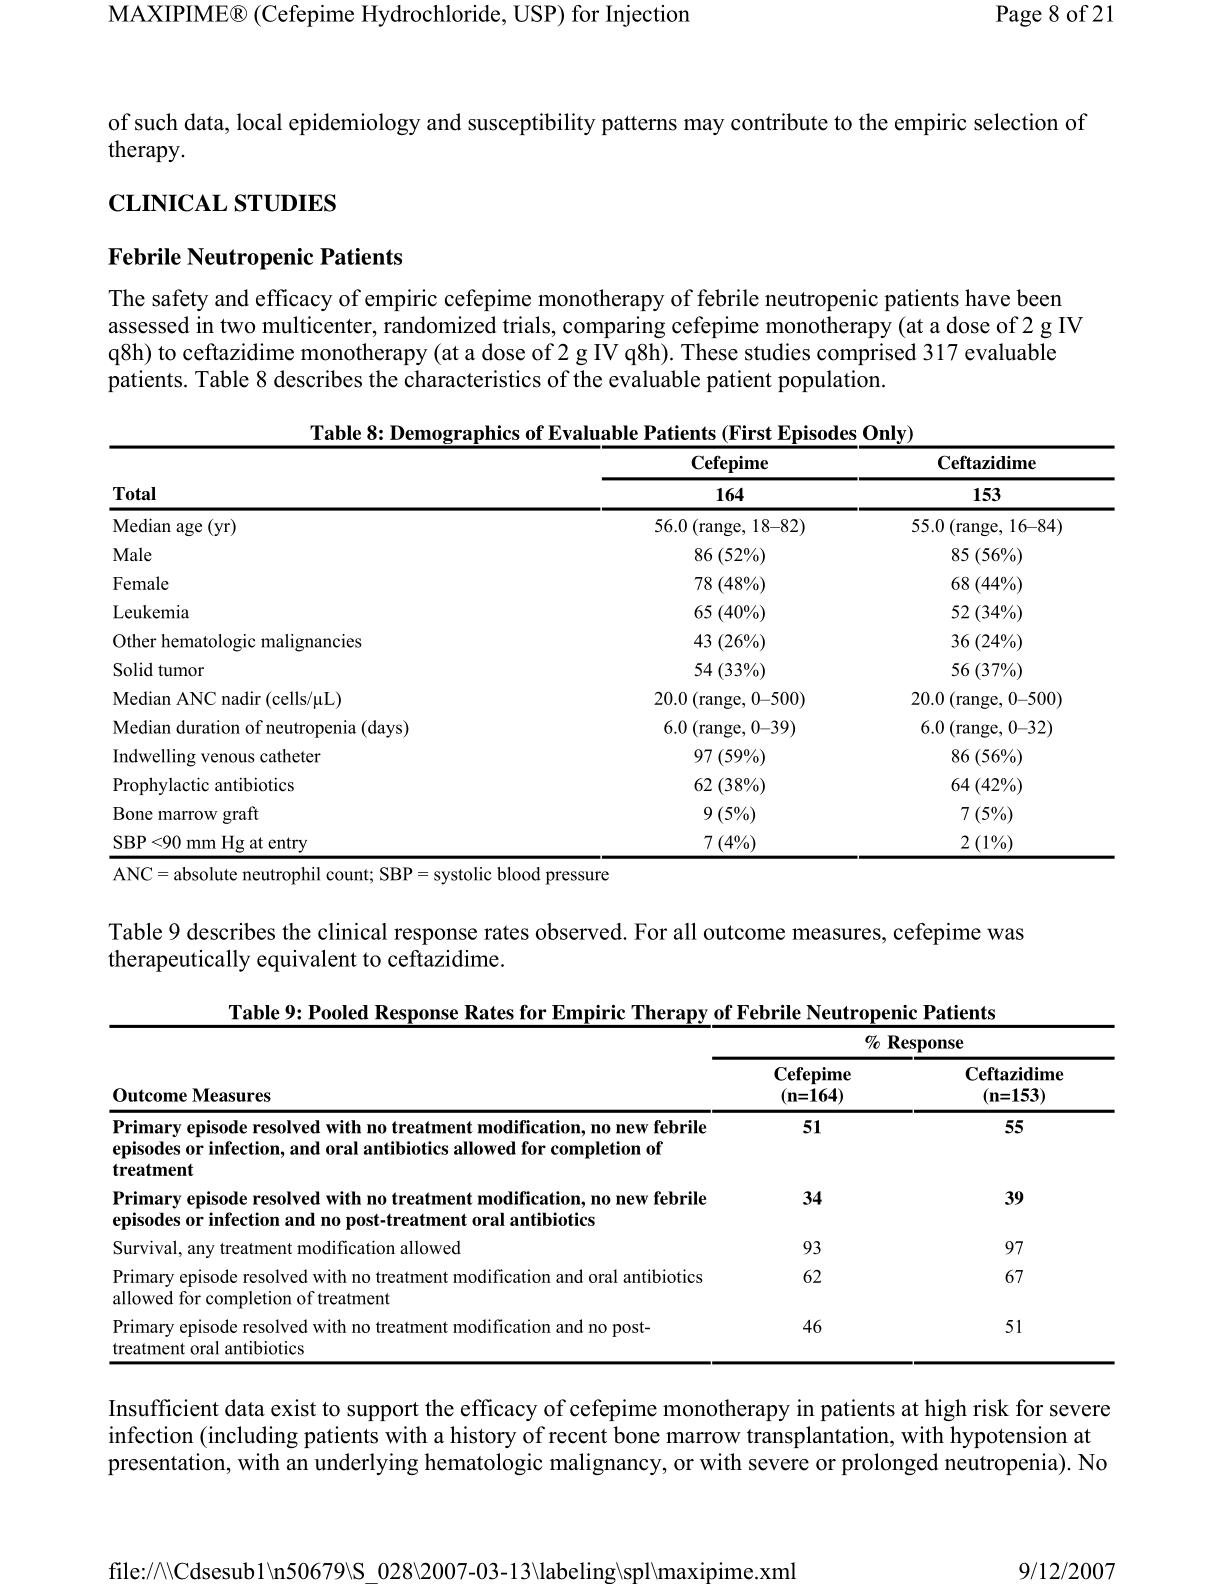 MAXIPIME® (Cefepime Hydrochloride, USP) for Injection Page 8 of 21
of such data, local epidemiology and susceptibility patterns may contribute to the empiric selection of
therapy.
CLINICAL STUDIES
Febrile Neutropenic Patients
The safety and efficacy of empiric cefepime monotherapy of febrile neutropenic patients have been
assessed in two multicenter, randomized trials, comparing cefepime monotherapy (at a dose of 2 g IV
q8h) to ceftazidime monotherapy (at a dose of 2 g IV q8h). These studies comprised 317 evaluable
patients. Table 8 describes the characteristics of the evaluable patient population.
Table 8: Demographics of Evaluable Patients (First Episodes Only)
Cefepime Ceftazidime
Total 164 153
Median age (yr) 56.0 (range, 18–82) 55.0 (range, 16–84)
Male 86 (52%) 85 (56%)
Female 78 (48%) 68 (44%)
Leukemia 65 (40%) 52 (34%)
Other hematologic malignancies 43 (26%) 36 (24%)
Solid tumor 54 (33%) 56 (37%)
Median ANC nadir (cells/µL) 20.0 (range, 0–500) 20.0 (range, 0–500)
Median duration of neutropenia (days) 6.0 (range, 0–39) 6.0 (range, 0–32)
Indwelling venous catheter 97 (59%) 86 (56%)
Prophylactic antibiotics 62 (38%) 64 (42%)
Bone marrow graft 9 (5%) 7 (5%)
SBP <90 mm Hg at entry 7 (4%) 2 (1%)
ANC = absolute neutrophil count; SBP = systolic blood pressure
Table 9 describes the clinical response rates observed. For all outcome measures, cefepime was
therapeutically equivalent to ceftazidime.
Table 9: Pooled Response Rates for Empiric Therapy of Febrile Neutropenic Patients
% Response
Cefepime Ceftazidime
Outcome Measures (n=164) (n=153)
Primary episode resolved with no treatment modification, no new febrile 51 55
episodes or infection, and oral antibiotics allowed for completion of
treatment
Primary episode resolved with no treatment modification, no new febrile 34 39
episodes or infection and no post-treatment oral antibiotics
Survival, any treatment modification allowed 93 97
Primary episode resolved with no treatment modification and oral antibiotics 62 67
allowed for completion of treatment
Primary episode resolved with no treatment modification and no post- 46 51
treatment oral antibiotics
Insufficient data exist to support the efficacy of cefepime monotherapy in patients at high risk for severe
infection (including patients with a history of recent bone marrow transplantation, with hypotension at
presentation, with an underlying hematologic malignancy, or with severe or prolonged neutropenia). No
file://\\Cdsesub1\n50679\S_028\2007-03-13\labeling\spl\maxipime.xml 9/12/2007